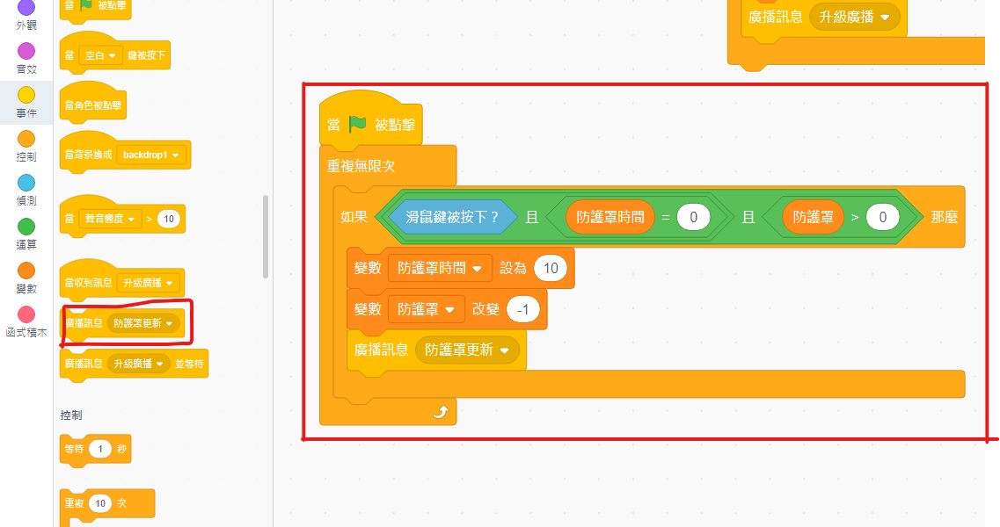 外觀
音效
事件
控制
偵測
運算
變數
函式積木
當 被點擊
當 空白 鍵被按下
當角色被點擊
當背景換成 backdrop1
當 聲音響度 > 10
當收到訊息 升級廣播
廣播訊息 防護罩更新
廣播訊息 升級廣播 並等待
控制
等待 1 秒
重複 10 次
廣播訊息 升級廣播
當 被點擊
重複無限次
如果 滑鼠鍵被按下? 且 防護罩時間 = 0 且 防護罩 > 0 那麼
變數 防護罩時間 設為 10
變數 防護罩 改變 -1
廣播訊息 防護罩更新